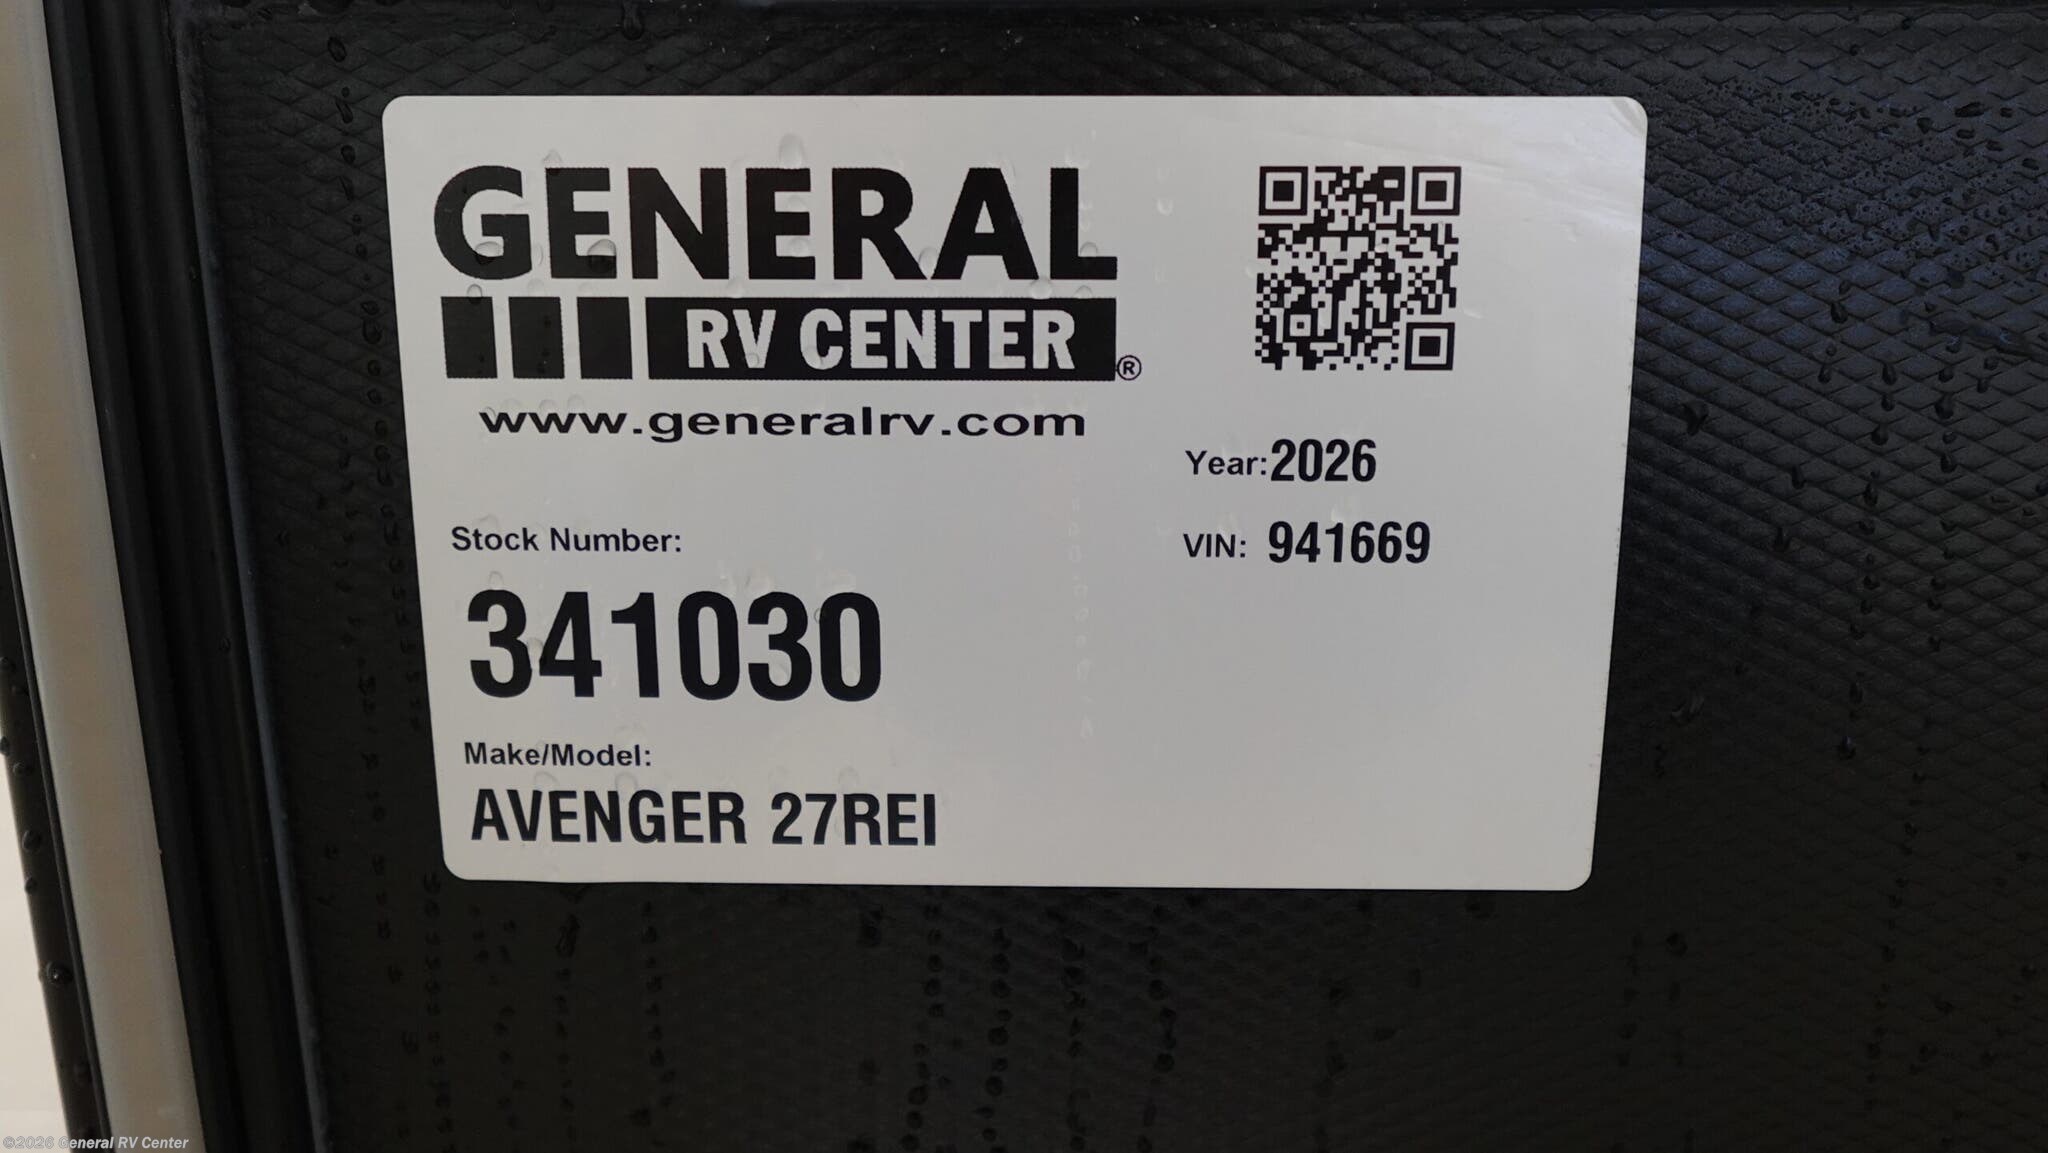 GENERAL
RV CENTER®
www.generalrv.com
Year: 2026
VIN: 941669
Stock Number:
341030
Make/Model:
AVENGER 27REI
©2026 General RV Center